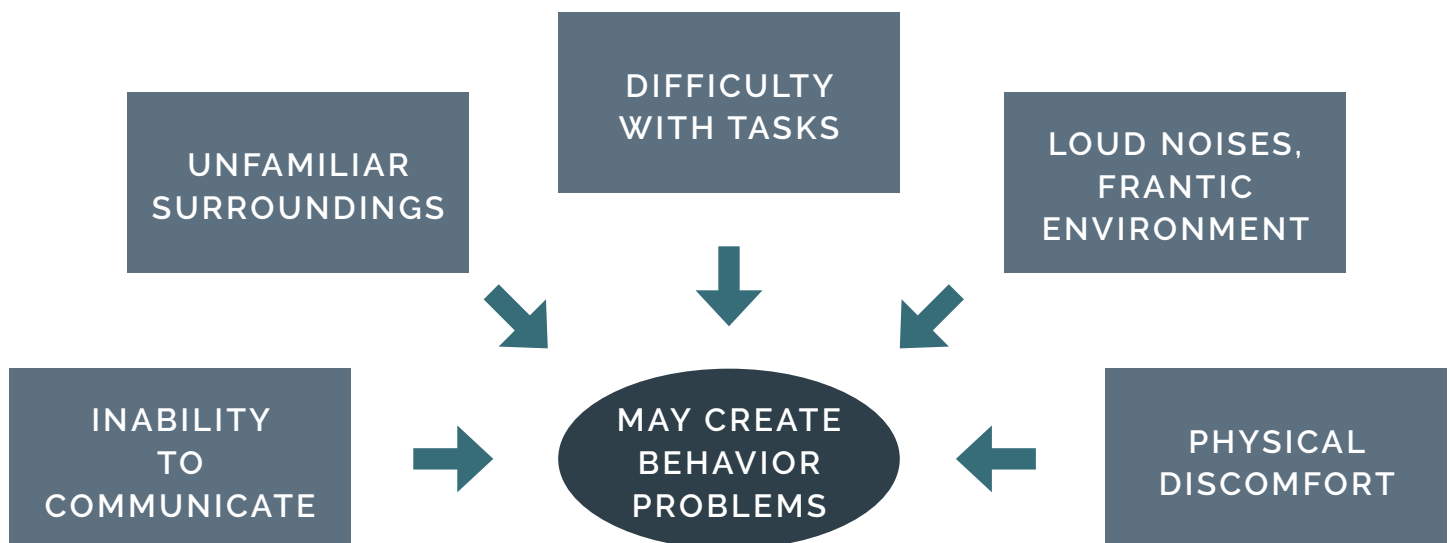 DIFFICULTY
WITH TASKS
UNFAMILIAR
SURROUNDINGS
LOUD NOISES,
FRANTIC
ENVIRONMENT
INABILITY
TO
COMMUNICATE
MAY CREATE
BEHAVIOR
PROBLEMS
PHYSICAL
DISCOMFORT